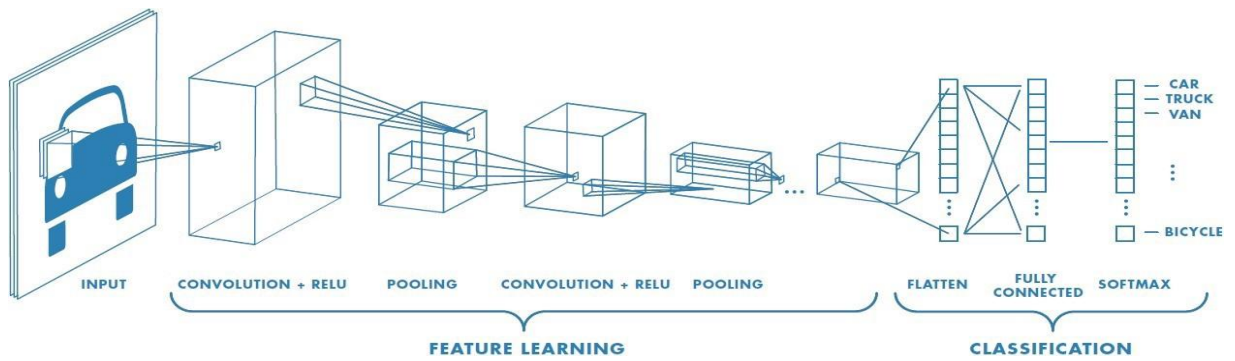 CAR
TRUCK
VAN
BICYCLE
INPUT
CONVOLUTION + RELU
POOLING
CONVOLUTION + RELU
POOLING
FLATTEN
FULLY
CONNECTED
SOFTMAX
FEATURE LEARNING
CLASSIFICATION